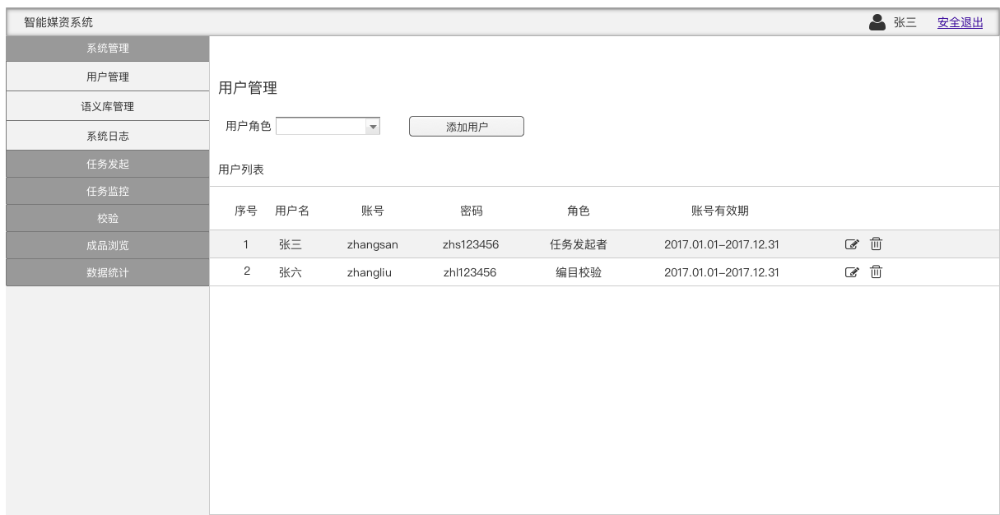 智能媒资系统 张三 安全退出
系统管理
用户管理
语义库管理
系统日志
任务发起
任务监控
校验
成品浏览
数据统计
用户管理
用户角色 添加用户
用户列表
序号 用户名 账号 密码 角色 账号有效期
1 张三 zhangsan zhs123456 任务发起者 2017.01.01-2017.12.31
2 张六 zhangliu zhl123456 编目校验 2017.01.01-2017.12.31